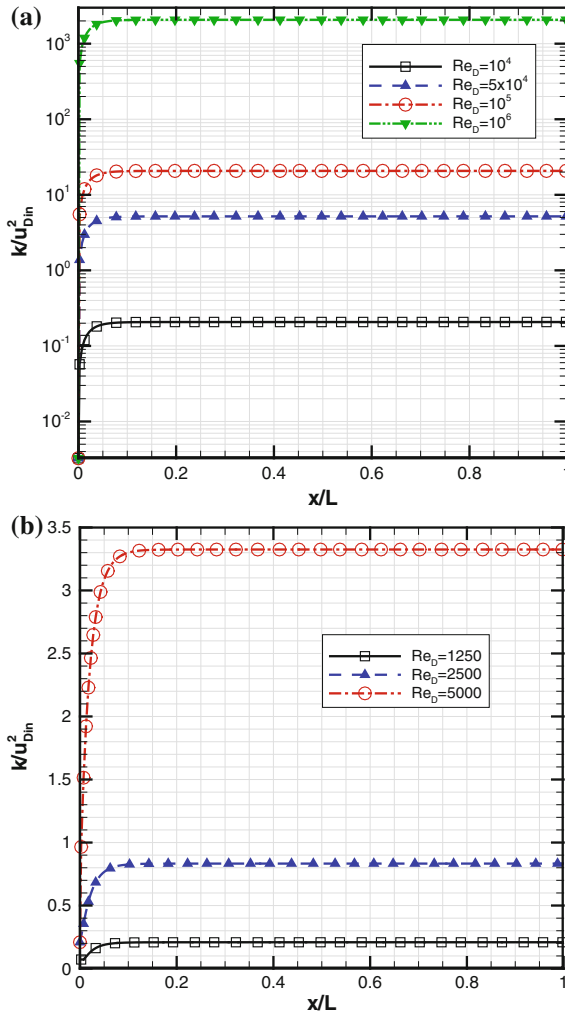 (a)
10³
10²
10¹
10⁰
10⁻¹
10⁻²
k/u²Din
Re_D=10⁴
Re_D=5x10⁴
Re_D=10⁵
Re_D=10⁶
0 0.2 0.4 0.6 0.8 1
x/L
(b)
3.5
3
2.5
2
1.5
1
0.5
0
k/u²Din
Re_D=1250
Re_D=2500
Re_D=5000
0 0.2 0.4 0.6 0.8 1
x/L